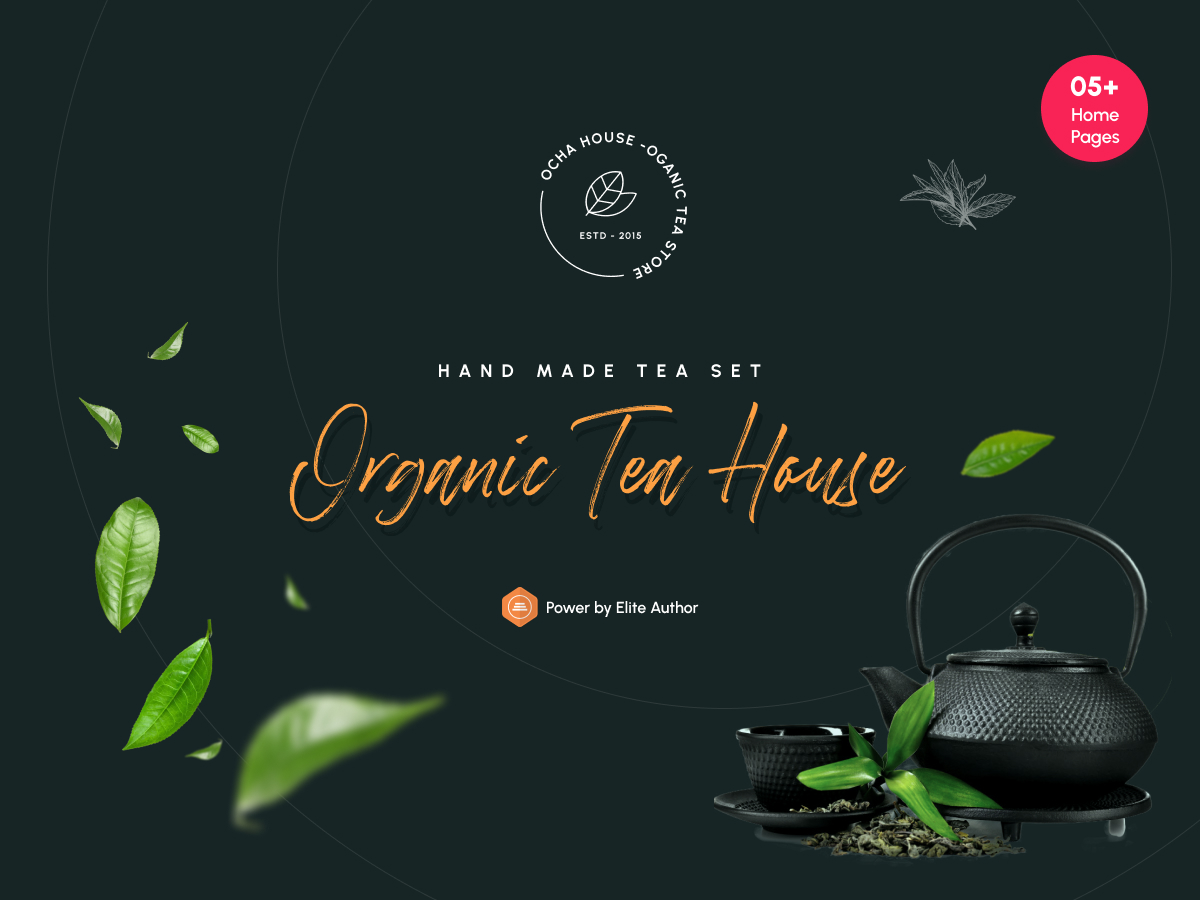 05+
Home
Pages
OCHA HOUSE -OGANIC TEA STORE
ESTD - 2015
HAND MADE TEA SET
Organic Tea House
Power by Elite Author